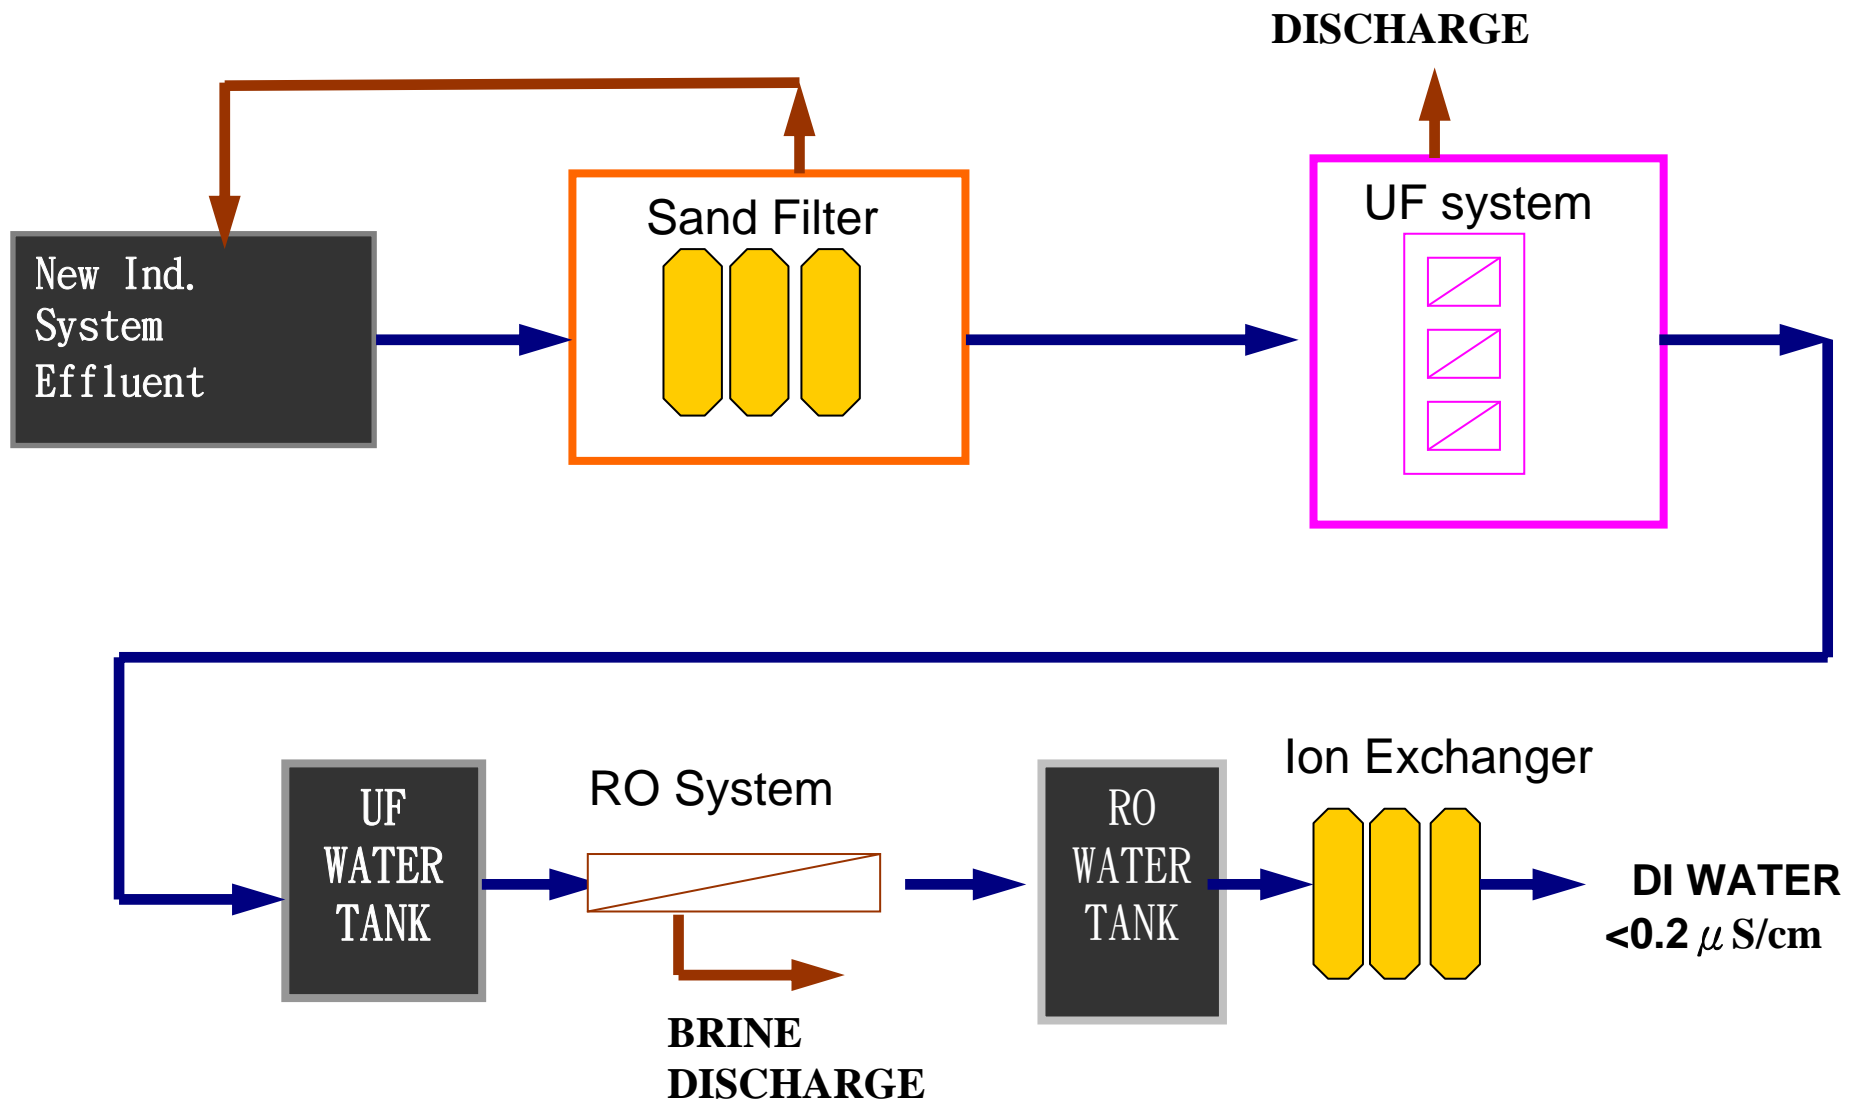 DISCHARGE
Sand Filter
UF system
New Ind.
System
Effluent
RO System
Ion Exchanger
UF
WATER
TANK
RO
WATER
TANK
DI WATER
<0.2μS/cm
BRINE
DISCHARGE